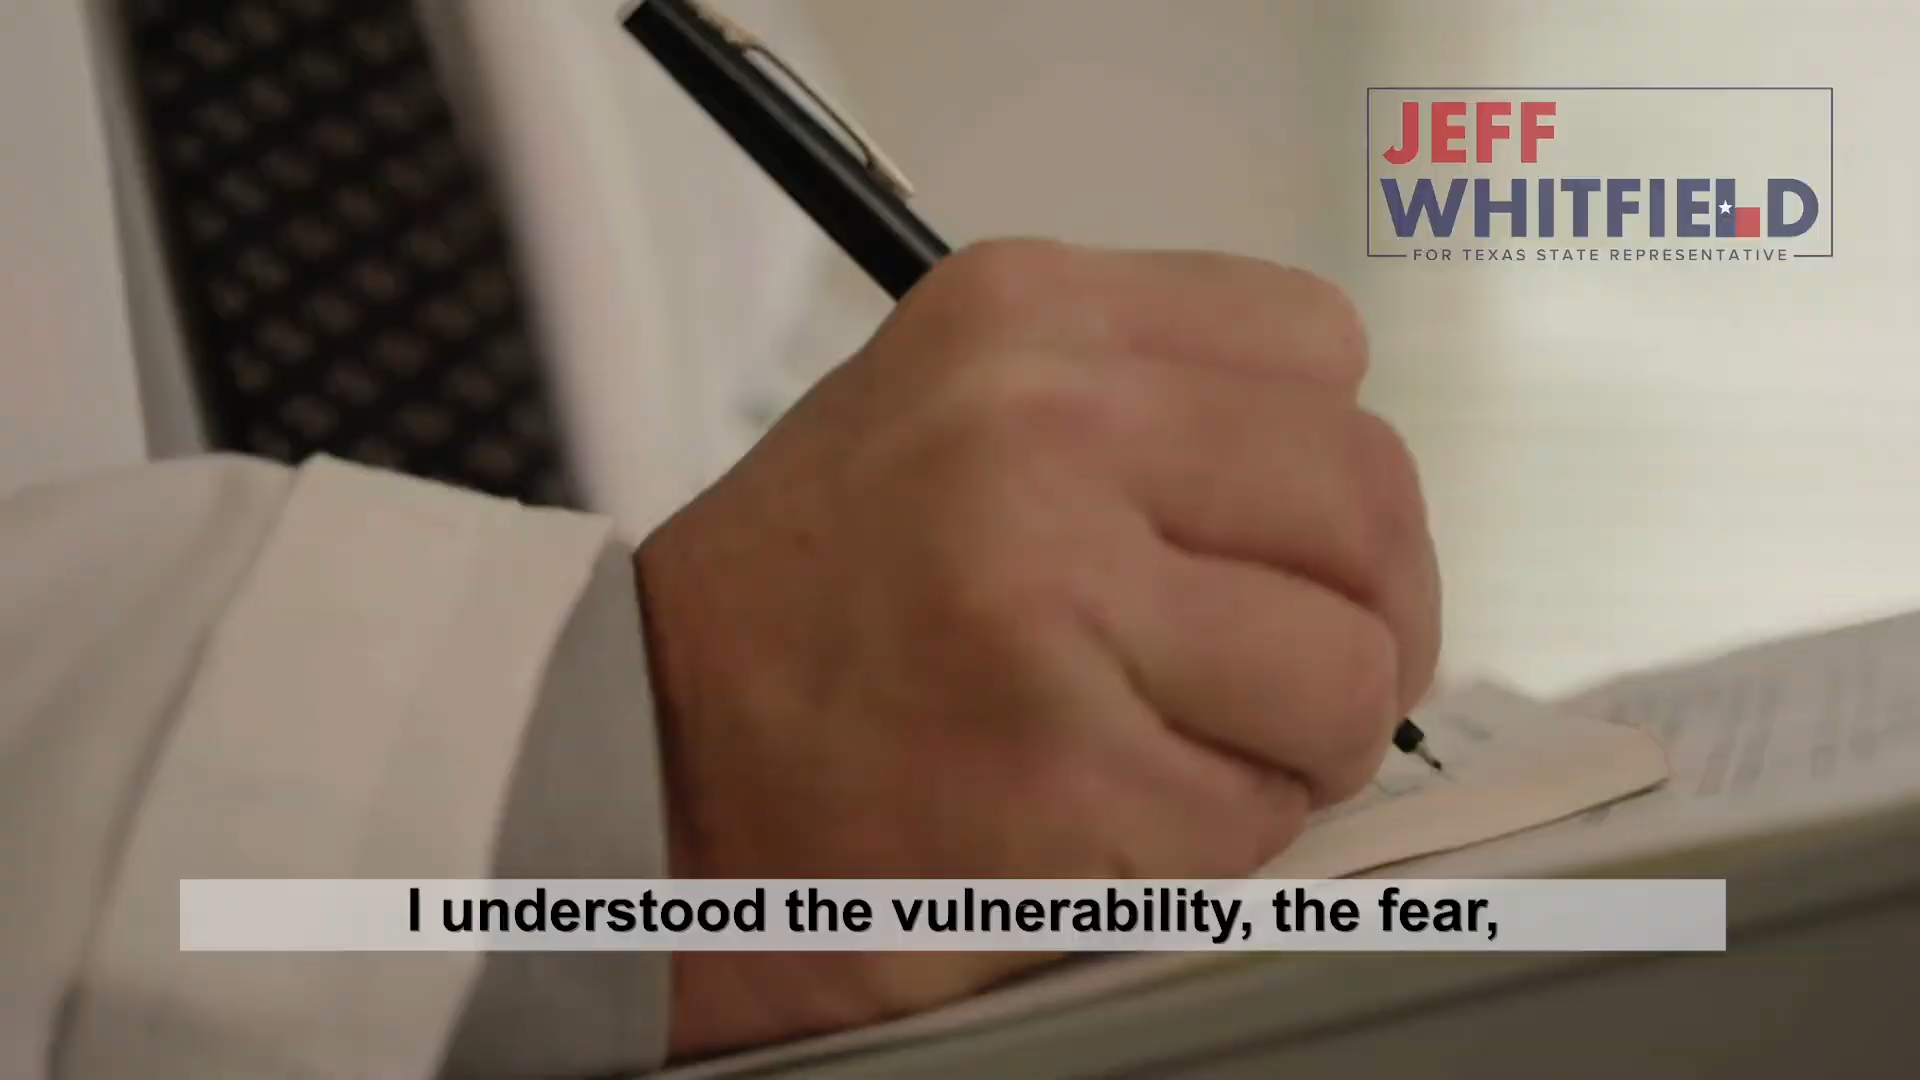 JEFF
WHITFIELD
FOR TEXAS STATE REPRESENTATIVE
I understood the vulnerability, the fear,